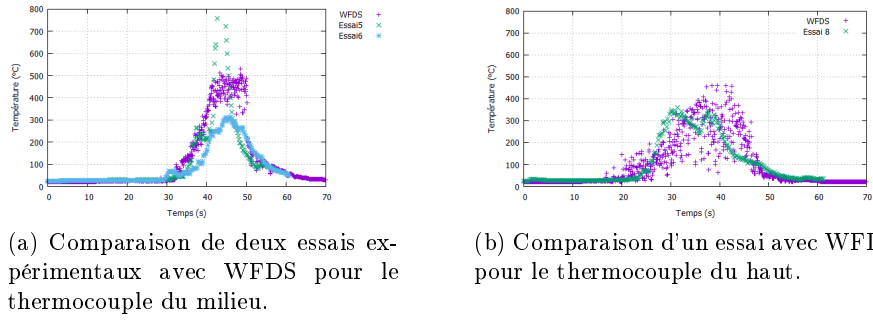 800
700
600
500
400
300
200
100
0
0 10 20 30 40 50 60 70
Température (ºC)
Temps (s)
WFDS
Essai5
Essai6
800
700
600
500
400
300
200
100
0
0 10 20 30 40 50 60 70
Température (ºC)
Temps (s)
WFDS
Essai 8
(a) Comparaison de deux essais ex-
périmentaux avec WFDS pour le
thermocouple du milieu.
(b) Comparaison d'un essai avec WFI
pour le thermocouple du haut.